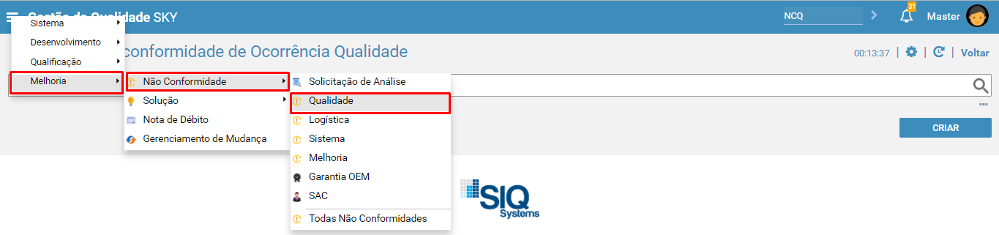 Gestão da Qualidade SKY
NCQ
31
Master
conformidade de Ocorrência Qualidade
00:13:37 | | | Voltar
Sistema
Desenvolvimento
Qualificação
Melhoria
Não Conformidade
Solução
Nota de Débito
Gerenciamento de Mudança
Solicitação de Análise
Qualidade
Logística
Sistema
Melhoria
Garantia OEM
SAC
Todas Não Conformidades
CRIAR
SIQ
Systems